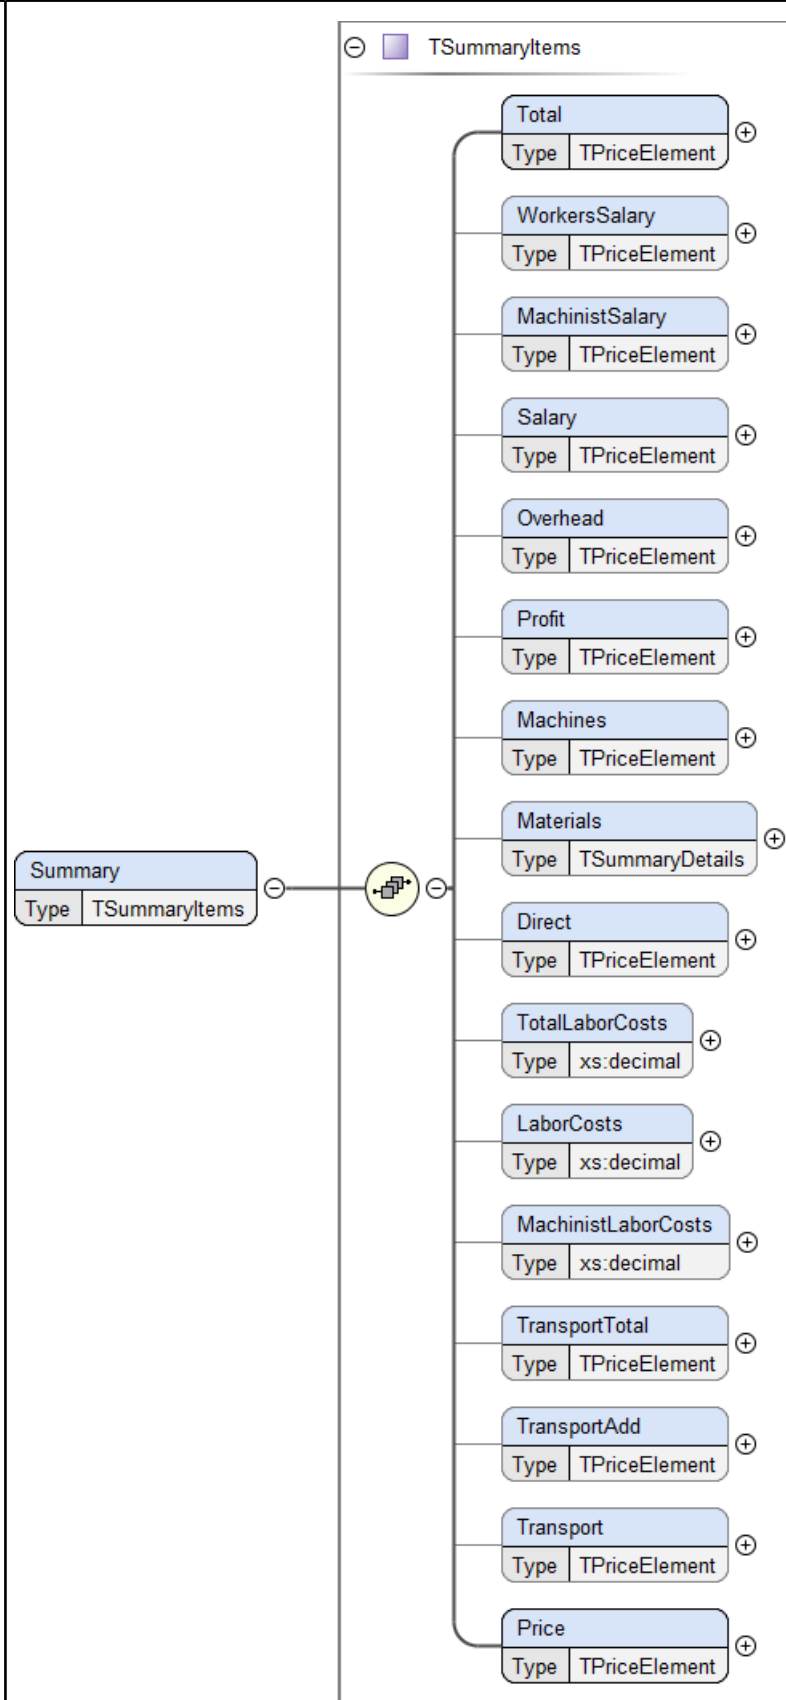 TSummaryItems
Total
Type TPriceElement
WorkersSalary
Type TPriceElement
MachinistSalary
Type TPriceElement
Salary
Type TPriceElement
Overhead
Type TPriceElement
Profit
Type TPriceElement
Machines
Type TPriceElement
Materials
Type TSummaryDetails
Summary
Type TSummaryItems
Direct
Type TPriceElement
TotalLaborCosts
Type xs:decimal
LaborCosts
Type xs:decimal
MachinistLaborCosts
Type xs:decimal
TransportTotal
Type TPriceElement
TransportAdd
Type TPriceElement
Transport
Type TPriceElement
Price
Type TPriceElement